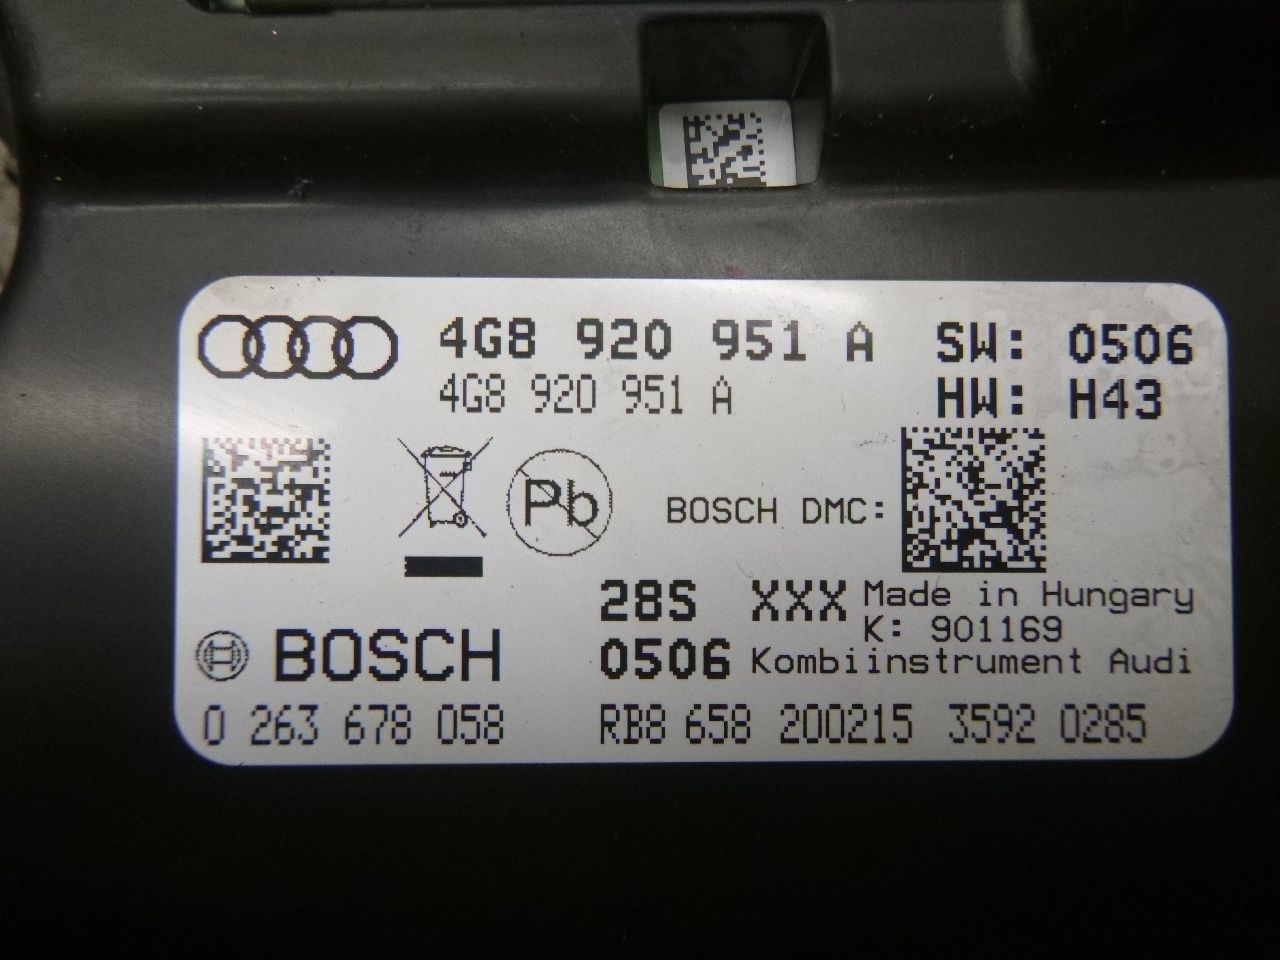 4G8 920 951 A SW: 0506
4G8 920 951 A HW: H43
Pb BOSCH DMC:
28S XXX Made in Hungary
K: 901169
BOSCH 0506 Kombiinstrument Audi
0 263 678 058 RB8 658 200215 3592 0285